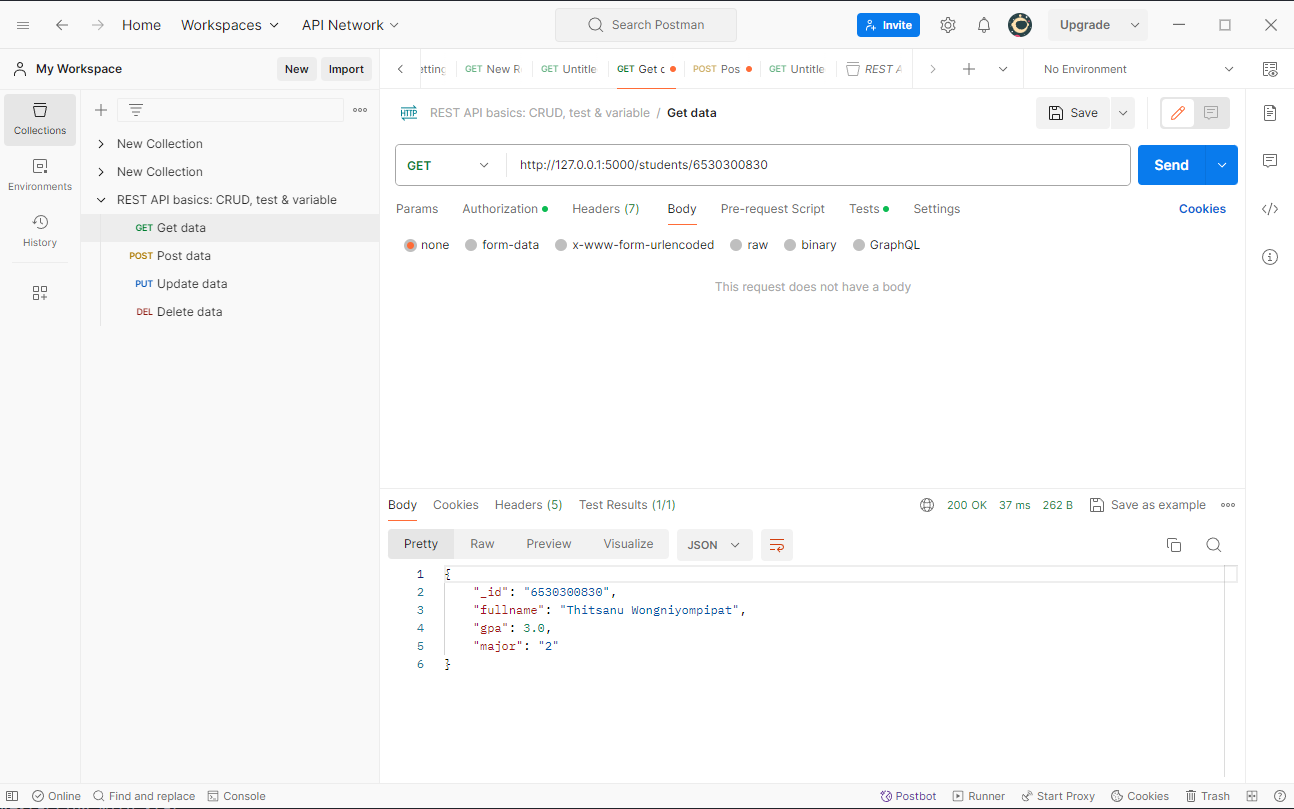 Home Workspaces API Network Search Postman Invite Upgrade
My Workspace New Import
etting GET New R GET Untitle GET Get c POST Pos GET Untitle REST A No Environment
Collections
Environments
History
New Collection
New Collection
REST API basics: CRUD, test & variable
GET Get data
POST Post data
PUT Update data
DEL Delete data
HTTP REST API basics: CRUD, test & variable / Get data Save
GET http://127.0.0.1:5000/students/6530300830 Send
Params Authorization Headers (7) Body Pre-request Script Tests Settings Cookies
none form-data x-www-form-urlencoded raw binary GraphQL
This request does not have a body
Body Cookies Headers (5) Test Results (1/1) 200 OK 37 ms 262 B Save as example
Pretty Raw Preview Visualize JSON
1 {
2 "_id": "6530300830",
3 "fullname": "Thitsanu Wongniyompipat",
4 "gpa": 3.0,
5 "major": "2"
6 }
Online Find and replace Console Postbot Runner Start Proxy Cookies Trash